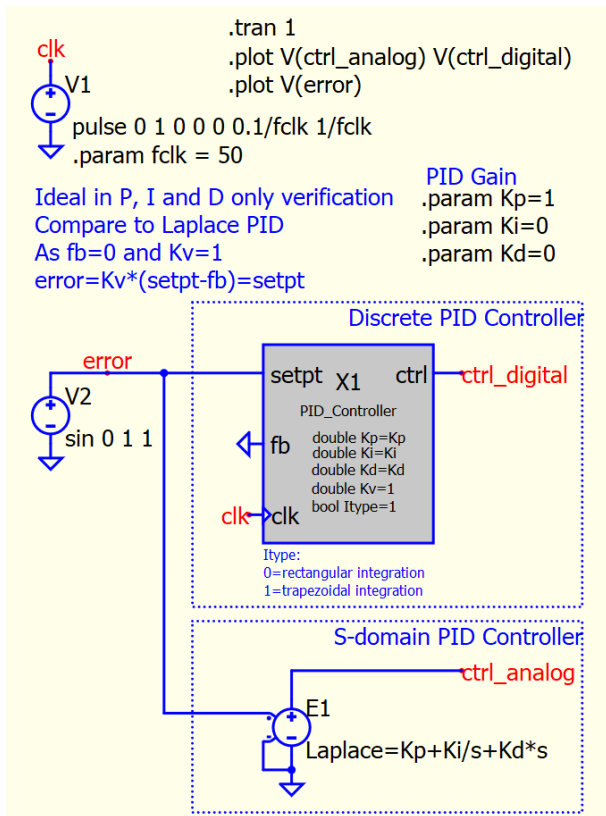 .tran 1
.plot V(ctrl_analog) V(ctrl_digital)
.plot V(error)
clk
V1
pulse 0 1 0 0 0 0.1/fclk 1/fclk
.param fclk = 50
Ideal in P, I and D only verification
Compare to Laplace PID
As fb=0 and Kv=1
error=Kv*(setpt-fb)=setpt
PID Gain
.param Kp=1
.param Ki=0
.param Kd=0
Discrete PID Controller
error
V2
sin 0 1 1
setpt X1 ctrl
ctrl_digital
PID_Controller
fb
double Kp=Kp
double Ki=Ki
double Kd=Kd
double Kv=1
bool Itype=1
clk
clk
Itype:
0=rectangular integration
1=trapezoidal integration
S-domain PID Controller
ctrl_analog
E1
Laplace=Kp+Ki/s+Kd*s